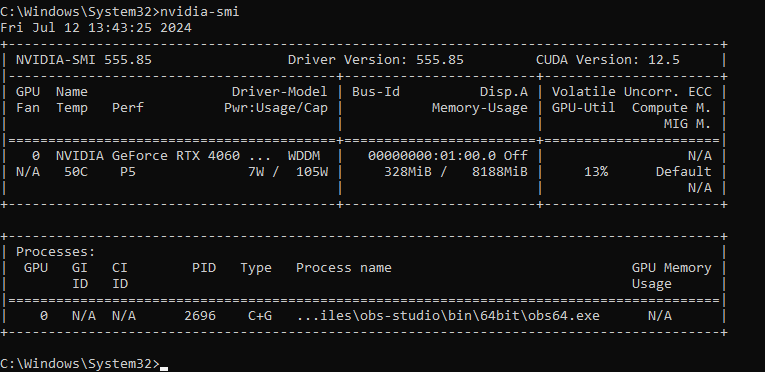 C:\Windows\System32>nvidia-smi
Fri Jul 12 13:43:25 2024
+-----------------------------------------------------------------------------------------+
| NVIDIA-SMI 555.85                 Driver Version: 555.85         CUDA Version: 12.5     |
|-----------------------------------------+------------------------+----------------------+
| GPU  Name                  Driver-Model | Bus-Id          Disp.A | Volatile Uncorr. ECC |
| Fan  Temp   Perf          Pwr:Usage/Cap |           Memory-Usage | GPU-Util  Compute M. |
|                                         |                        |               MIG M. |
|=========================================+========================+======================|
|   0  NVIDIA GeForce RTX 4060 ...  WDDM  |   00000000:01:00.0 Off |                  N/A |
| N/A   50C    P5              7W /  105W |     328MiB /   8188MiB |     13%      Default |
|                                         |                        |                  N/A |
+-----------------------------------------+------------------------+----------------------+

+-----------------------------------------------------------------------------------------+
| Processes:                                                                              |
|  GPU   GI   CI        PID   Type   Process name                              GPU Memory |
|        ID   ID                                                               Usage      |
|=========================================================================================|
|    0   N/A  N/A      2696    C+G   ...iles\obs-studio\bin\64bit\obs64.exe      N/A      |
+-----------------------------------------------------------------------------------------+

C:\Windows\System32>